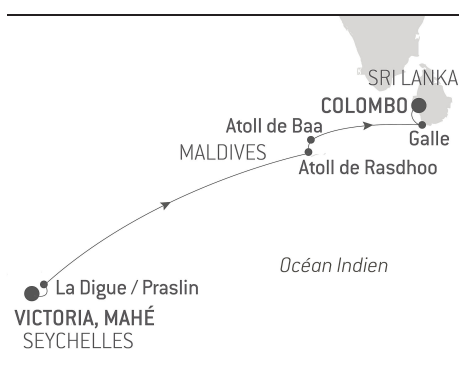 SRI LANKA
COLOMBO
Galle
Atoll de Baa
MALDIVES
Atoll de Rasdhoo
Océan Indien
La Digue / Praslin
VICTORIA, MAHÉ
SEYCHELLES